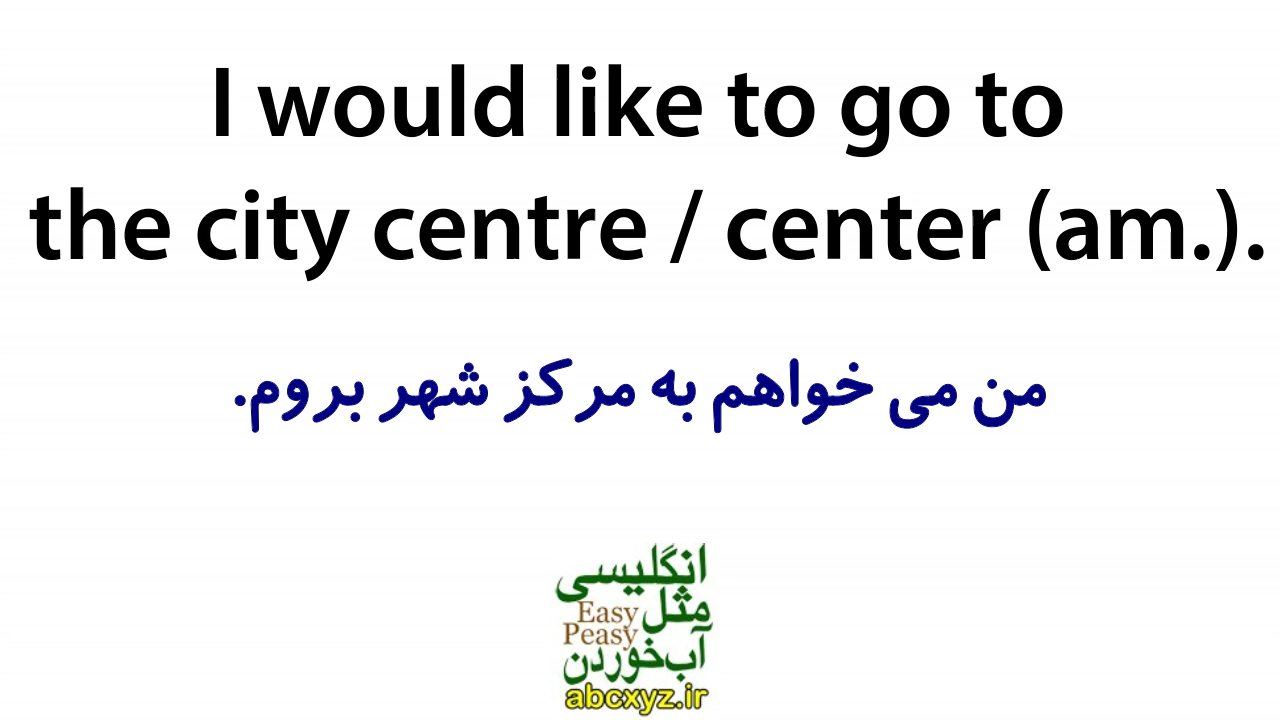 I would like to go to
the city centre / center (am.).
من می خواهم به مرکز شهر بروم.
انگلیسی
مثل
Easy
Peasy
آب خوردن
abcxyz.ir